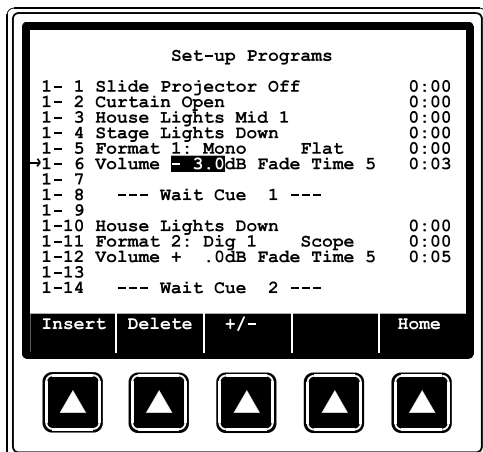 Set-up Programs
1- 1 Slide Projector Off 0:00
1- 2 Curtain Open 0:00
1- 3 House Lights Mid 1 0:00
1- 4 Stage Lights Down 0:00
1- 5 Format 1: Mono Flat 0:00
→1- 6 Volume - 3.0dB Fade Time 5 0:03
1- 7
1- 8 --- Wait Cue 1 ---
1- 9
1-10 House Lights Down 0:00
1-11 Format 2: Dig 1 Scope 0:00
1-12 Volume + .0dB Fade Time 5 0:05
1-13
1-14 --- Wait Cue 2 ---
Insert Delete +/- Home